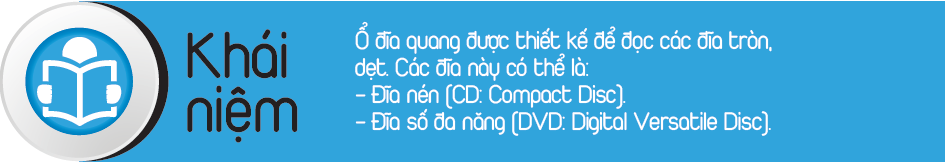 Khái
niệm
Ổ đĩa quang được thiết kế để đọc các đĩa tròn,
dẹt. Các đĩa này có thể là:
- Đĩa nén (CD: Compact Disc).
- Đĩa số đa năng (DVD: Digital Versatile Disc).